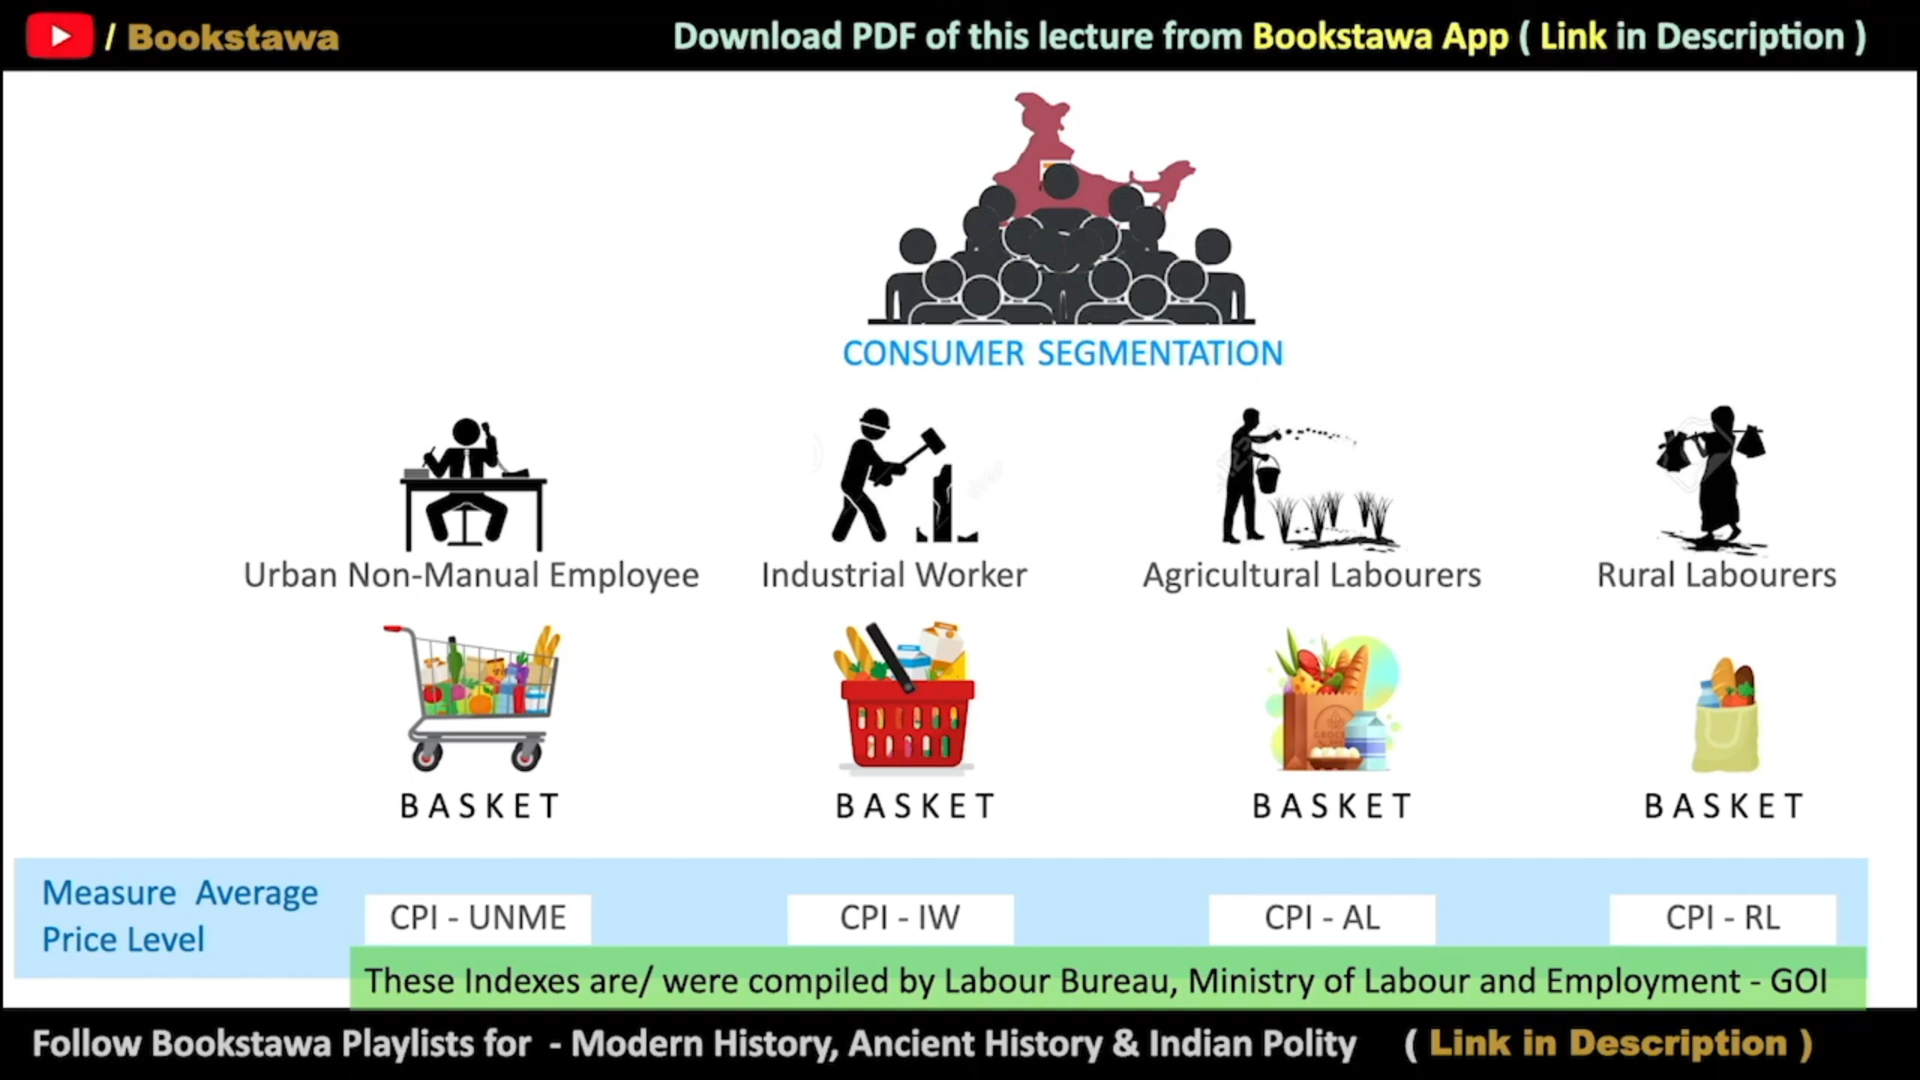 / Bookstawa
Download PDF of this lecture from Bookstawa App ( Link in Description )
CONSUMER SEGMENTATION
Urban Non-Manual Employee
Industrial Worker
Agricultural Labourers
Rural Labourers
BASKET
BASKET
BASKET
BASKET
Measure Average
Price Level
CPI - UNME
CPI - IW
CPI - AL
CPI - RL
These Indexes are/ were compiled by Labour Bureau, Ministry of Labour and Employment - GOI
Follow Bookstawa Playlists for - Modern History, Ancient History & Indian Polity ( Link in Description )